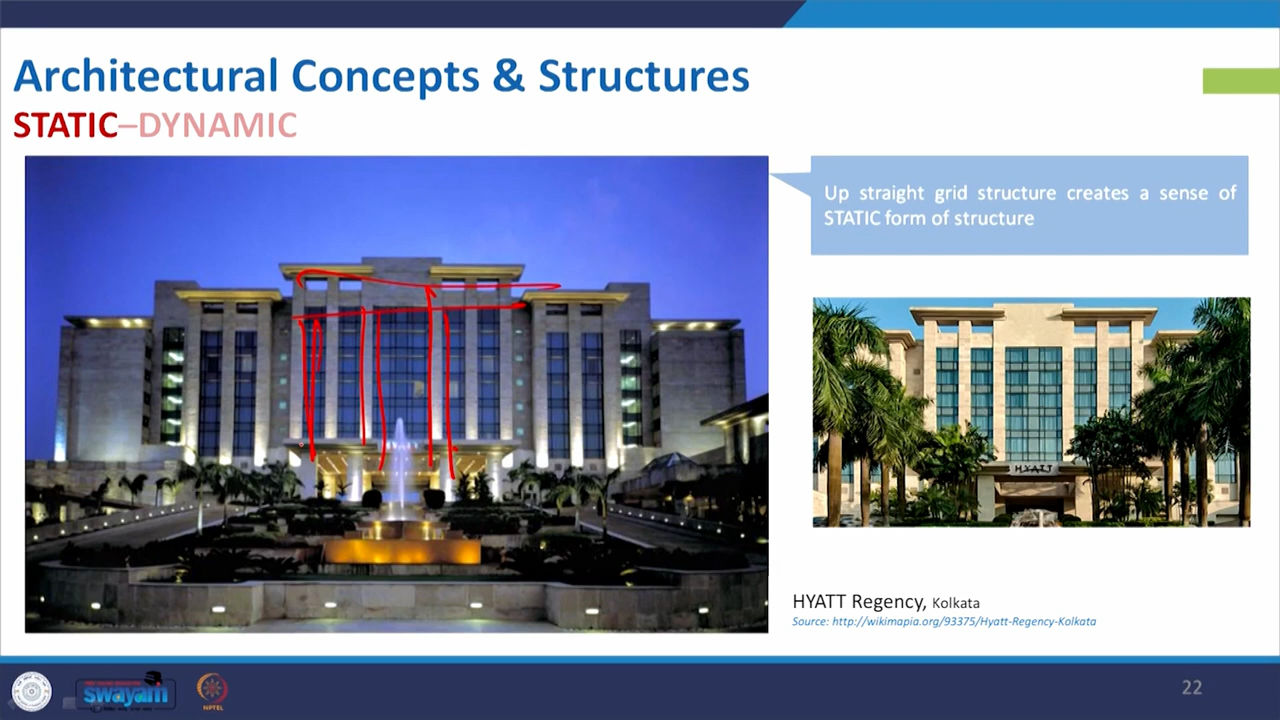 Architectural Concepts & Structures
STATIC–DYNAMIC
Up straight grid structure creates a sense of
STATIC form of structure
HYATT
HYATT Regency, Kolkata
Source: http://wikimapia.org/93375/Hyatt-Regency-Kolkata
swayam
NPTEL
22